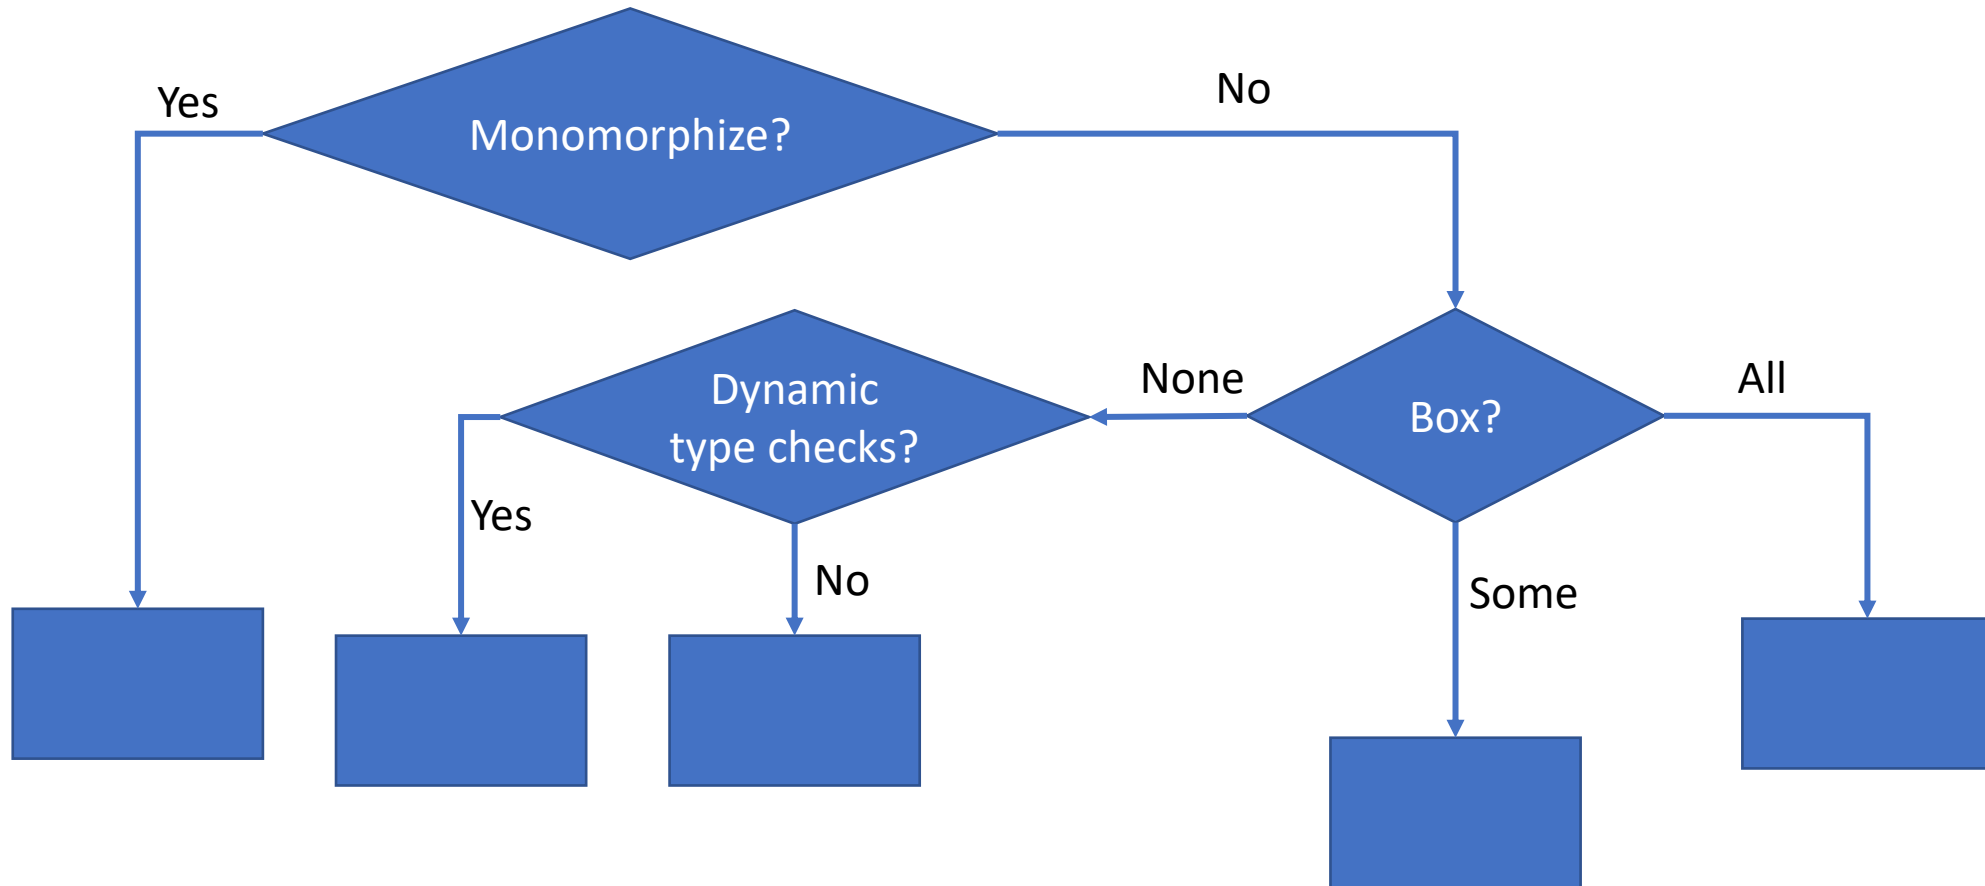 Yes
No
Monomorphize?
None
All
Dynamic
type checks?
Box?
Yes
No
Some